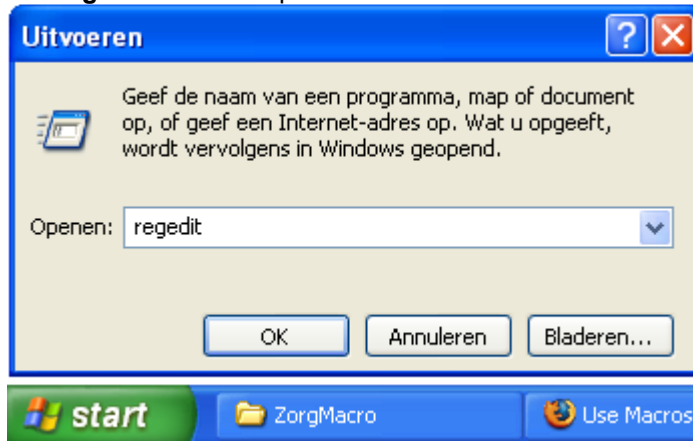 Uitvoeren
Geef de naam van een programma, map of document
op, of geef een Internet-adres op. Wat u opgeeft,
wordt vervolgens in Windows geopend.
Openen: regedit
OK Annuleren Bladeren...
start ZorgMacro Use Macros